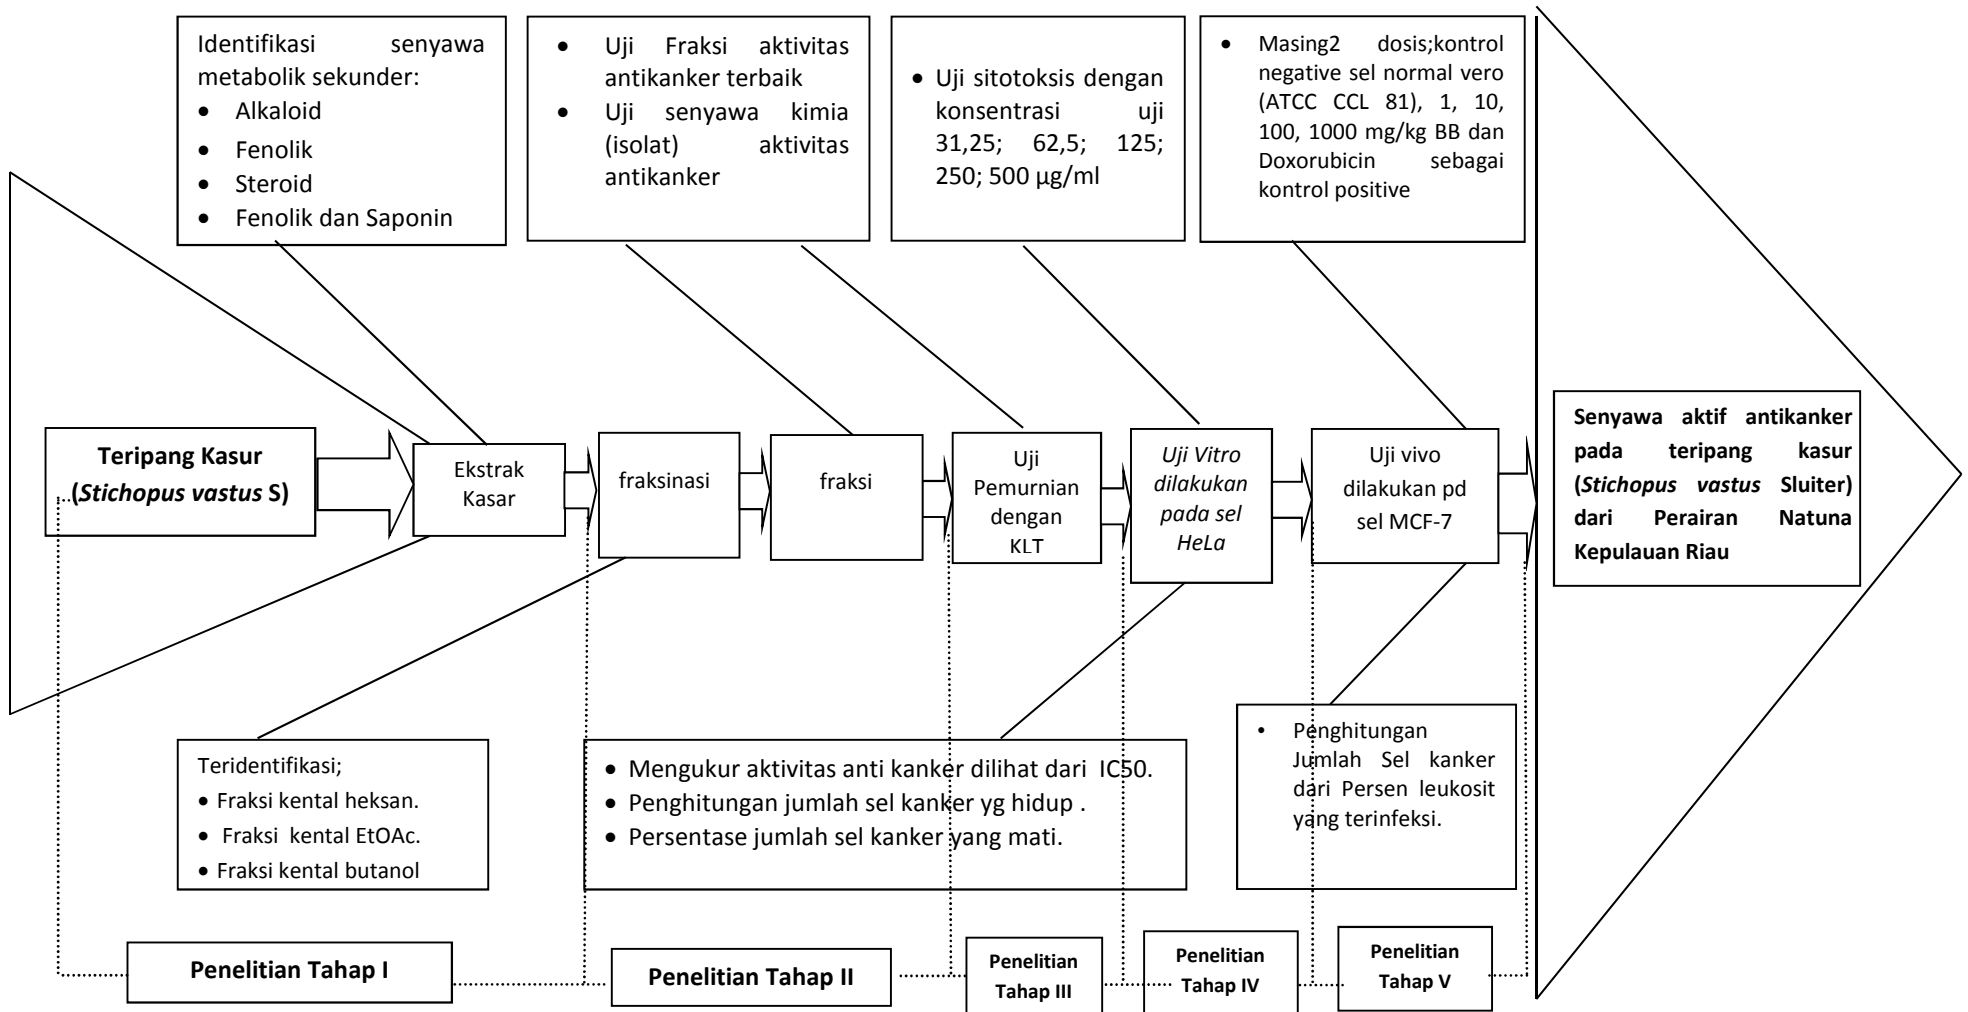 Identifikasi senyawa
metabolik sekunder:
• Alkaloid
• Fenolik
• Steroid
• Fenolik dan Saponin
• Uji Fraksi aktivitas
antikanker terbaik
• Uji senyawa kimia
(isolat) aktivitas
antikanker
• Uji sitotoksis dengan
konsentrasi uji
31,25; 62,5; 125;
250; 500 µg/ml
• Masing2 dosis;kontrol
negative sel normal vero
(ATCC CCL 81), 1, 10,
100, 1000 mg/kg BB dan
Doxorubicin sebagai
kontrol positive
Teripang Kasur
(Stichopus vastus S)
Ekstrak
Kasar
fraksinasi
fraksi
Uji
Pemurnian
dengan
KLT
Uji Vitro
dilakukan
pada sel
HeLa
Uji vivo
dilakukan pd
sel MCF-7
Senyawa aktif antikanker
pada teripang kasur
(Stichopus vastus Sluiter)
dari Perairan Natuna
Kepulauan Riau
Teridentifikasi;
• Fraksi kental heksan.
• Fraksi kental EtOAc.
• Fraksi kental butanol
• Mengukur aktivitas anti kanker dilihat dari IC50.
• Penghitungan jumlah sel kanker yg hidup .
• Persentase jumlah sel kanker yang mati.
• Penghitungan
Jumlah Sel kanker
dari Persen leukosit
yang terinfeksi.
Penelitian Tahap I
Penelitian Tahap II
Penelitian
Tahap III
Penelitian
Tahap IV
Penelitian
Tahap V